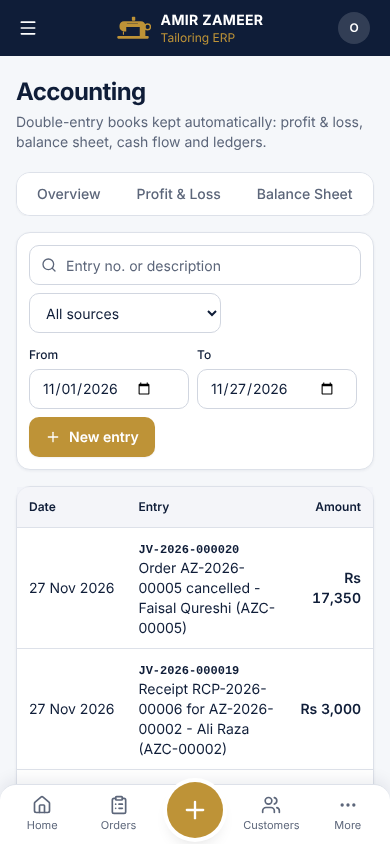 AMIR ZAMEER
Tailoring ERP
O
Accounting
Double-entry books kept automatically: profit & loss,
balance sheet, cash flow and ledgers.
Overview Profit & Loss Balance Sheet
Entry no. or description
All sources
From To
11/01/2026 11/27/2026
+ New entry
Date Entry Amount
JV-2026-000020
Order AZ-2026-
00005 cancelled -
Faisal Qureshi (AZC-
00005)
27 Nov 2026
Rs
17,350
JV-2026-000019
Receipt RCP-2026-
00006 for AZ-2026-
00002 - Ali Raza
(AZC-00002)
27 Nov 2026
Rs 3,000
Home Orders Customers More